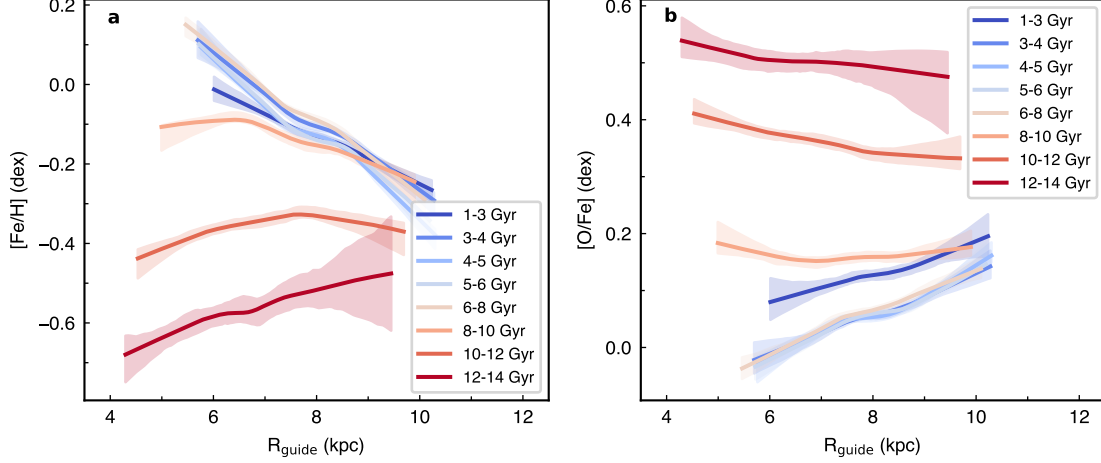 a
[Fe/H] (dex)
0.2
0.0
−0.2
−0.4
−0.6
4
6
8
10
12
R_guide (kpc)
1-3 Gyr
3-4 Gyr
4-5 Gyr
5-6 Gyr
6-8 Gyr
8-10 Gyr
10-12 Gyr
12-14 Gyr
b
[O/Fe] (dex)
0.6
0.4
0.2
0.0
4
6
8
10
12
R_guide (kpc)
1-3 Gyr
3-4 Gyr
4-5 Gyr
5-6 Gyr
6-8 Gyr
8-10 Gyr
10-12 Gyr
12-14 Gyr